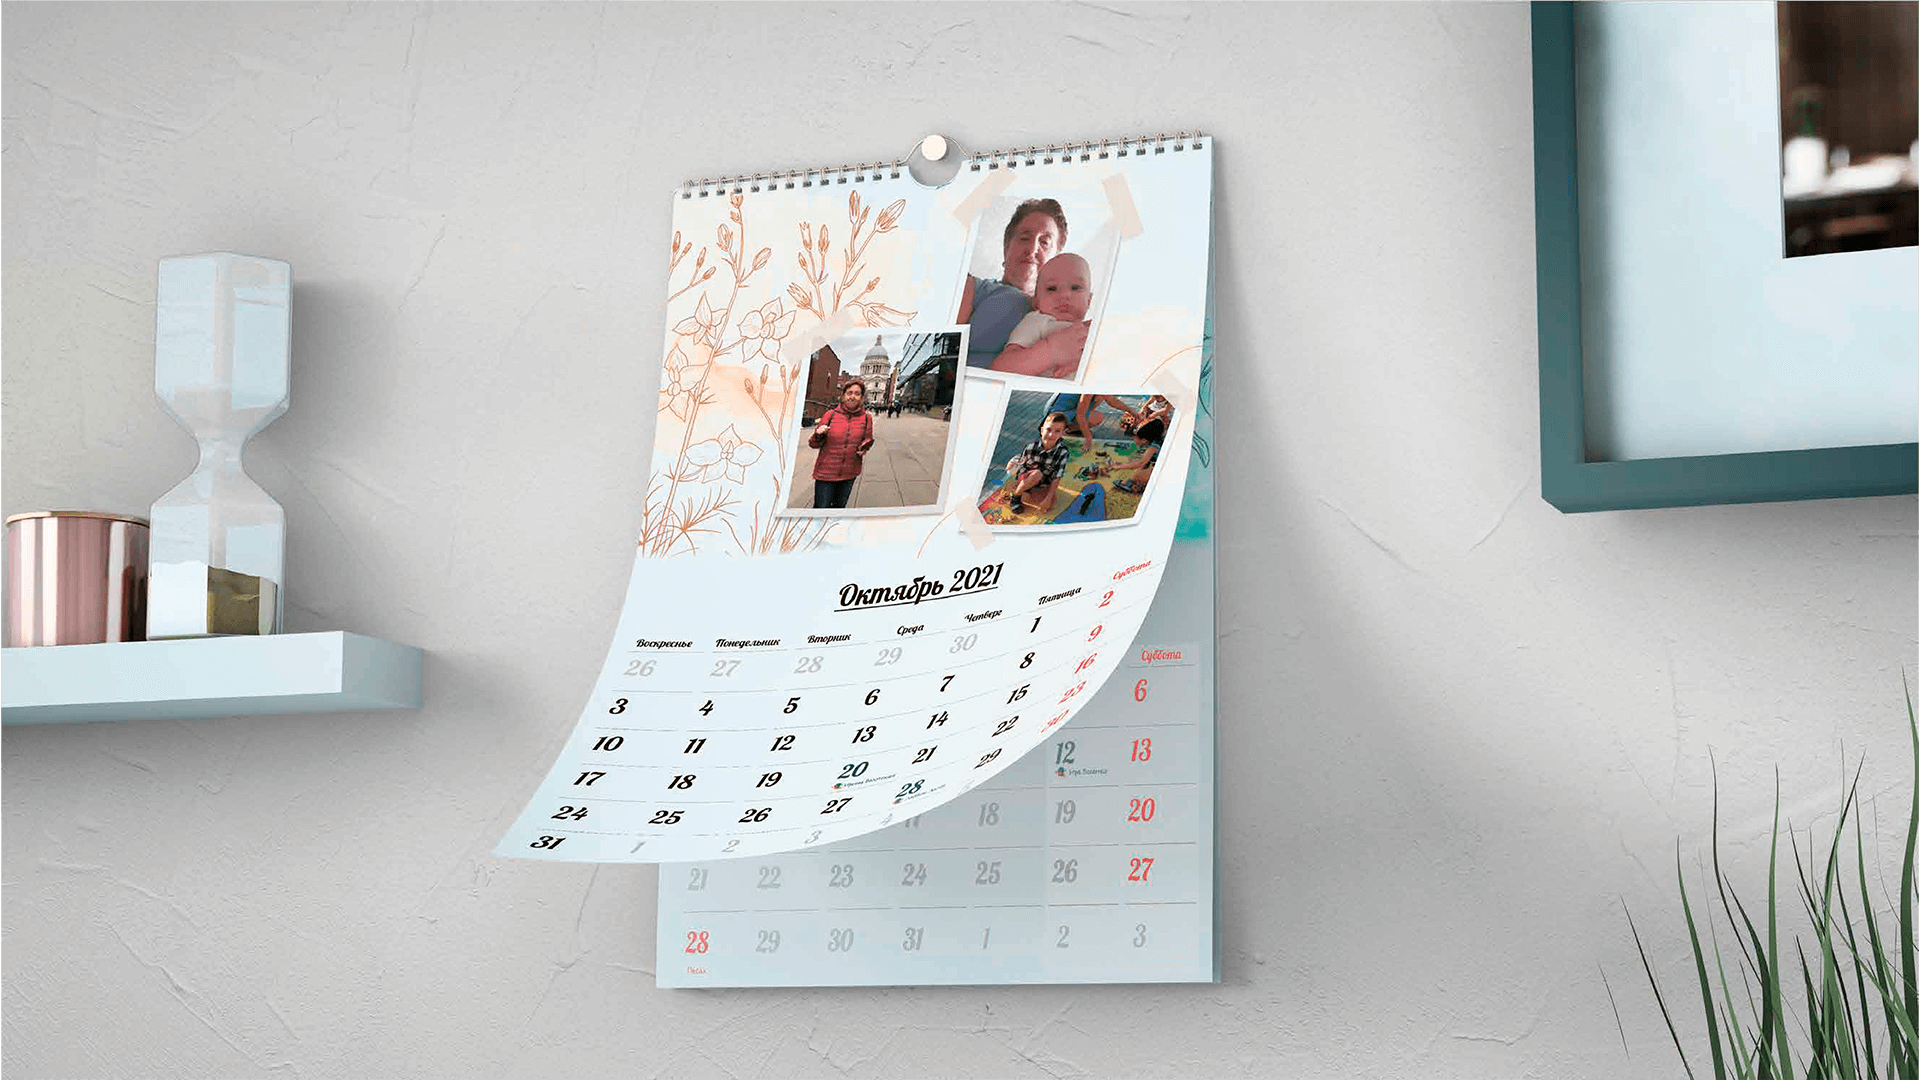 Октябрь 2021
Воскресенье Понедельник Вторник Среда Четверг Пятница Суббота
26 27 28 29 30 1 2
3 4 5 6 7 8 9
10 11 12 13 14 15 16
17 18 19 20 21 22 23
24 25 26 27 28 29 30
31 1 2 3 4
Суббота
6
12 13
17 18 19 20
21 22 23 24 25 26 27
28 29 30 31 1 2 3
Песах